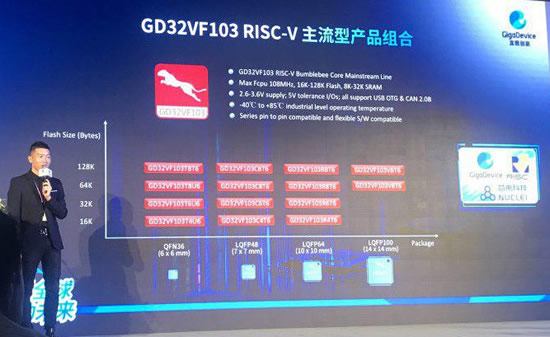 GD32VF103 RISC-V 主流型产品组合
GigaDevice
兆易创新
GD32VF103 RISC-V Bumblebee Core Mainstream Line
Max Fcpu 108MHz, 16K-128K Flash, 8K-32K SRAM
2.6-3.6V supply; 5V tolerance I/Os; all support USB OTG & CAN 2.0B
-40℃ to +85℃ industrial level operating temperature
Series pin to pin compatible and flexible S/W compatible
GD32VF103
Flash Size (Bytes)
128K GD32VF103TBT6 GD32VF103CBT6 GD32VF103RBT6 GD32VF103VBT6
64K GD32VF103T8U6 GD32VF103C8T6 GD32VF103R8T6 GD32VF103V8T6
32K GD32VF103T6U6 GD32VF103C6T6 GD32VF103R6T6
16K GD32VF103T4U6 GD32VF103C4T6 GD32VF103R4T6
GigaDevice RISC
芯来科技
NUCLEI
QFN36 LQFP48 LQFP64 LQFP100 Package
(6 x 6 mm) (7 x 7 mm) (10 x 10 mm) (14 x 14 mm)
全球
未来